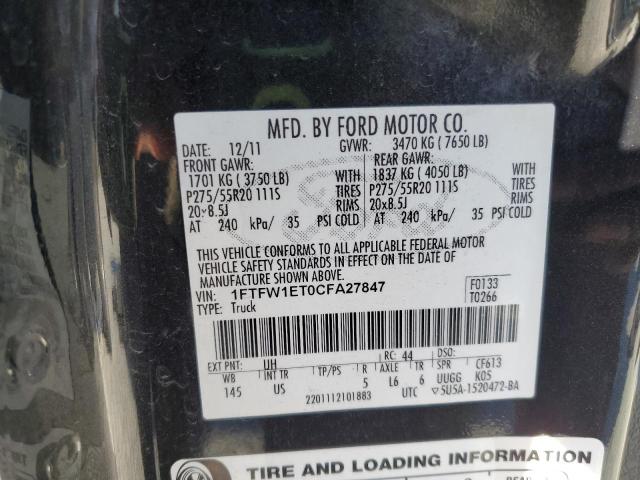 MFD. BY FORD MOTOR CO.
DATE: 12/11 GVWR: 3470 KG (7650 LB)
FRONT GAWR: REAR GAWR:
1701 KG (3750 LB) WITH 1837 KG (4050 LB) WITH
P275/55R20 111S TIRES P275/55R20 111S TIRES
20x8.5J RIMS 20x8.5J RIMS
AT 240 kPa/ 35 PSI COLD AT 240 kPa/ 35 PSI COLD
THIS VEHICLE CONFORMS TO ALL APPLICABLE FEDERAL MOTOR
VEHICLE SAFETY STANDARDS IN EFFECT ON THE DATE OF
MANUFACTURE SHOWN ABOVE.
VIN: 1FTFW1ET0CFA27847 F0133
TYPE: Truck T0266
EXT PNT: UH RC: 44 DSO:
WB INT TR TP/PS R AXLE TR SPR CF613
145 US 5 L6 6 UUGG K05
2201112101883 UTC ▽5U5A-1520472-BA
TIRE AND LOADING INFORMATION